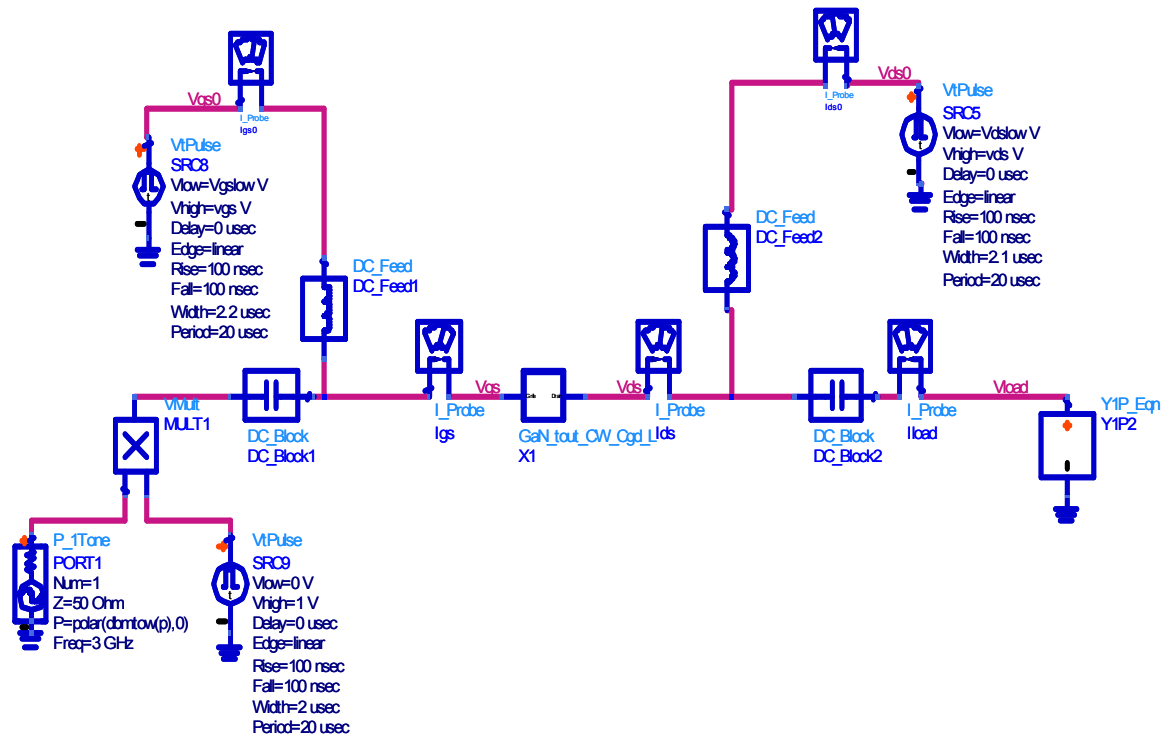 I_Probe
Igs0
Vgs0
VtPulse
SRC8
Vlow=Vgslow V
Vhigh=vgs V
Delay=0 usec
Edge=linear
Rise=100 nsec
Fall=100 nsec
Width=2.2 usec
Period=20 usec
t
DC_Feed
DC_Feed1
I_Probe
Ids0
Vds0
VtPulse
SRC5
Vlow=Vdslow V
Vhigh=vds V
Delay=0 usec
Edge=linear
Rise=100 nsec
Fall=100 nsec
Width=2.1 usec
Period=20 usec
t
DC_Feed
DC_Feed2
VMult
MULT1
DC_Block
DC_Block1
I_Probe
Igs
Vgs
GaN_tout_CW_Cgd_L
X1
Vds
I_Probe
Ids
DC_Block
DC_Block2
I_Probe
Iload
Vload
Y1P_Eqn
Y1P2
P_1Tone
PORT1
Num=1
Z=50 Ohm
P=polar(dbmtow(p),0)
Freq=3 GHz
VtPulse
SRC9
Vlow=0 V
Vhigh=1 V
Delay=0 usec
Edge=linear
Rise=100 nsec
Fall=100 nsec
Width=2 usec
Period=20 usec
t